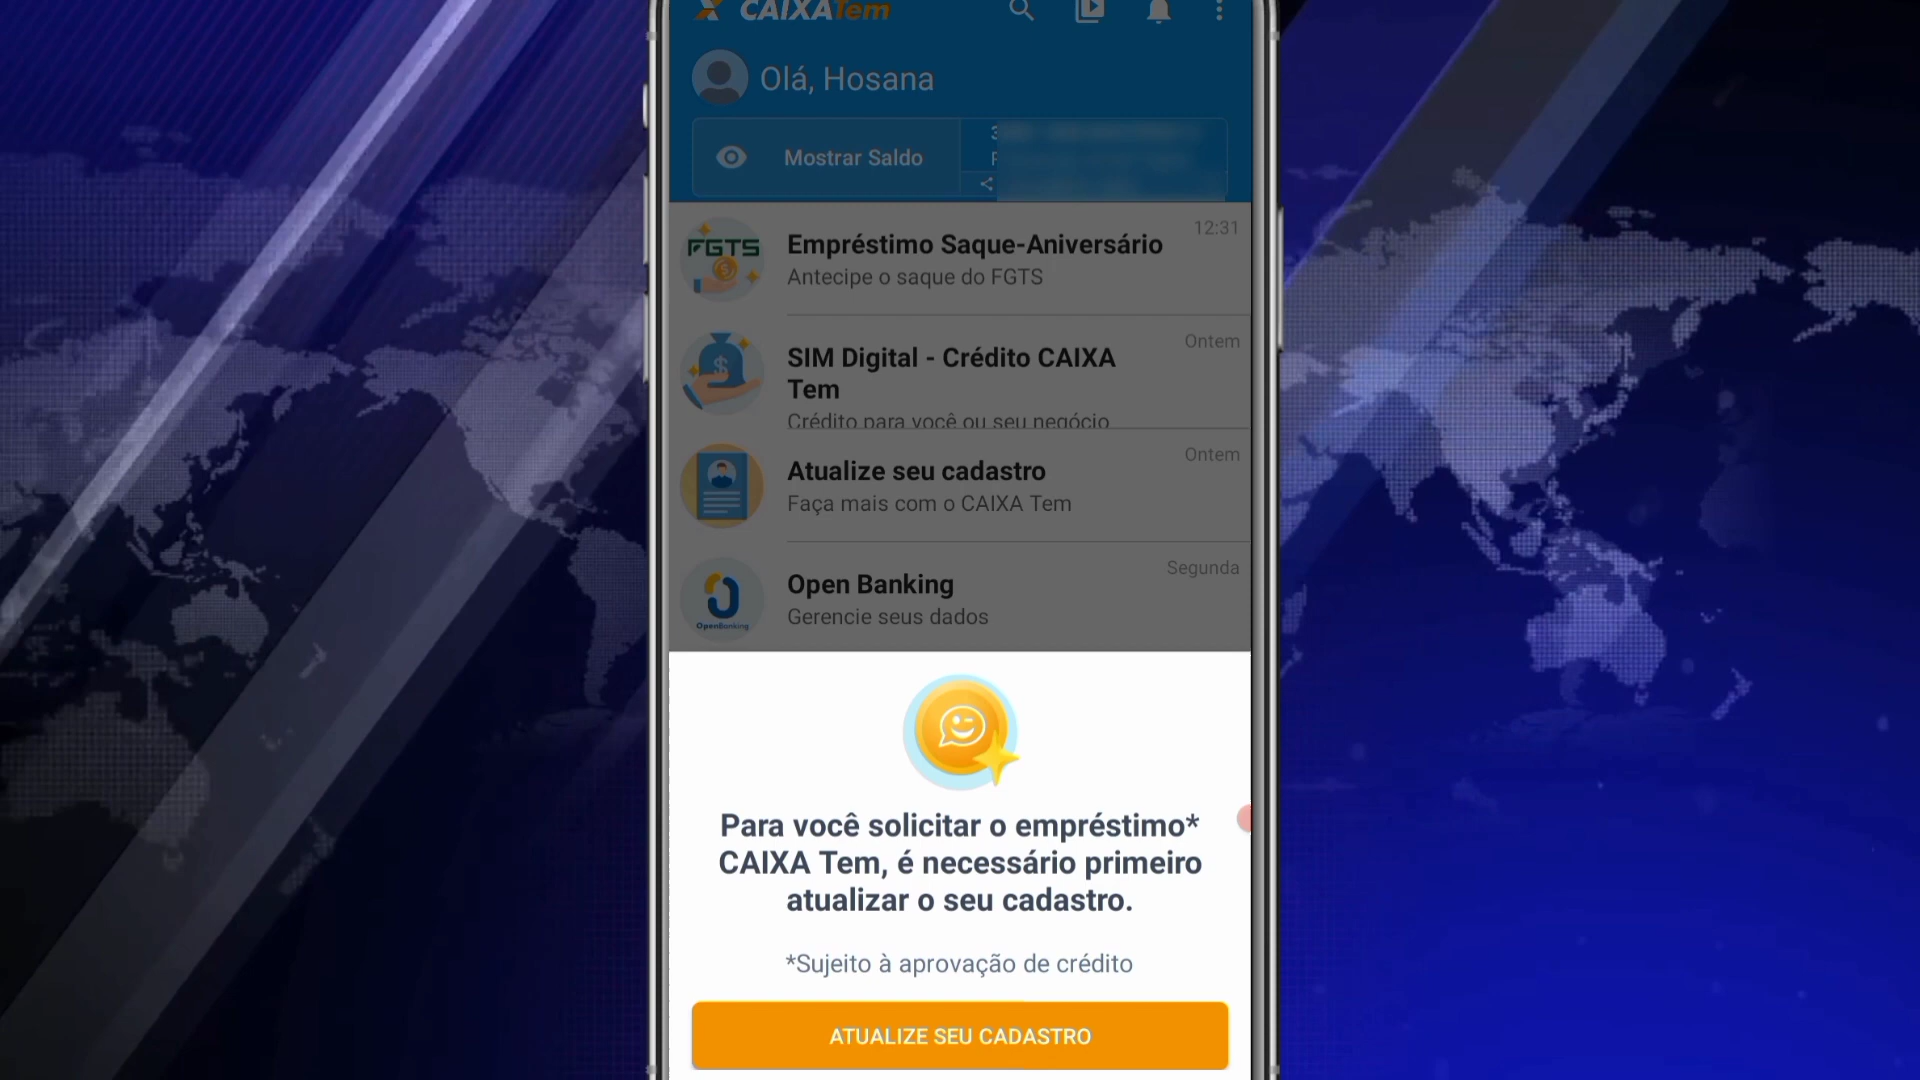 CAIXATem
Olá, Hosana
Mostrar Saldo
12:31
FGTS
Empréstimo Saque-Aniversário
Antecipe o saque do FGTS
Ontem
SIM Digital - Crédito CAIXA
Tem
Crédito para você ou seu negócio
Ontem
Atualize seu cadastro
Faça mais com o CAIXA Tem
Segunda
Open Banking
Gerencie seus dados
OpenBanking
Para você solicitar o empréstimo*
CAIXA Tem, é necessário primeiro
atualizar o seu cadastro.
*Sujeito à aprovação de crédito
ATUALIZE SEU CADASTRO